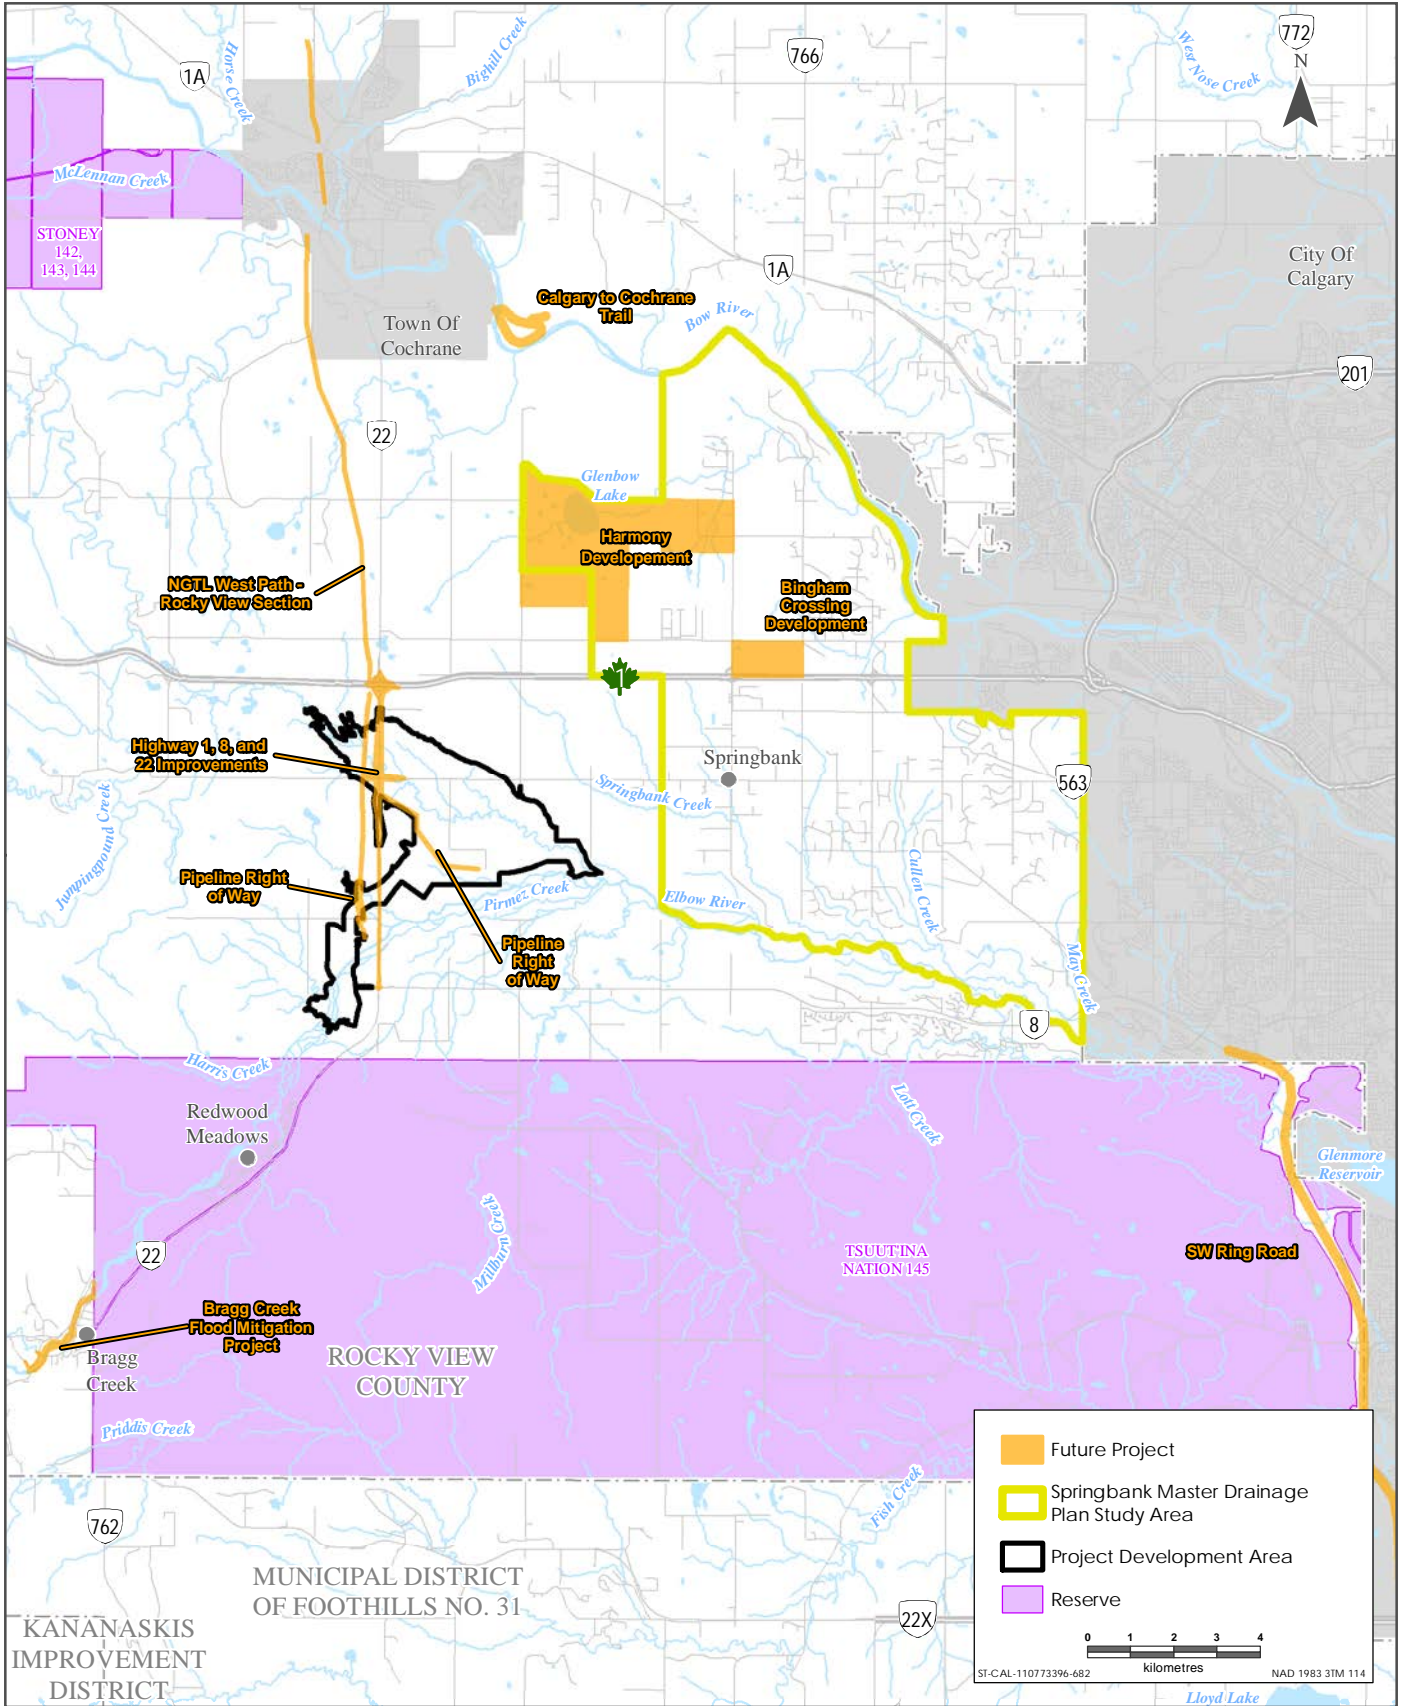 772
N
766
1A
Horse Creek
Bighill Creek
West Nose Creek
McLennan Creek
STONEY
142,
143, 144
City Of
Calgary
1A
Calgary to Cochrane
Trail
Bow River
Town Of
Cochrane
201
22
Glenbow
Lake
Harmony
Developement
NGTL West Path -
Rocky View Section
Bingham
Crossing
Development
1
Highway 1, 8, and
22 Improvements
Springbank
563
Springbank Creek
Jumpingpound Creek
Cullen Creek
Pipeline Right
of Way
Pirmez Creek
Elbow River
Pipeline
Right
of Way
May Creek
8
Harris Creek
Redwood
Meadows
Lott Creek
Glenmore
Reservoir
Millburn Creek
22
TSUUT'INA
NATION 145
SW Ring Road
Bragg Creek
Flood Mitigation
Project
Bragg
Creek
ROCKY VIEW
COUNTY
Priddis Creek
Fish Creek
762
MUNICIPAL DISTRICT
OF FOOTHILLS NO. 31
22X
KANANASKIS
IMPROVEMENT
DISTRICT
Future Project
Springbank Master Drainage
Plan Study Area
Project Development Area
Reserve
0 1 2 3 4
kilometres
ST-CAL-110773396-682
NAD 1983 3TM 114
Lloyd Lake